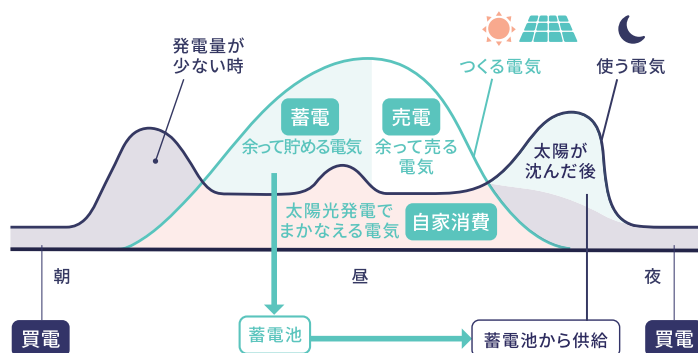 発電量が
少ない時
つくる電気
使う電気
蓄電
余って貯める電気
売電
余って売る
電気
太陽が
沈んだ後
太陽光発電で
まかなえる電気
自家消費
朝
昼
夜
買電
蓄電池
蓄電池から供給
買電